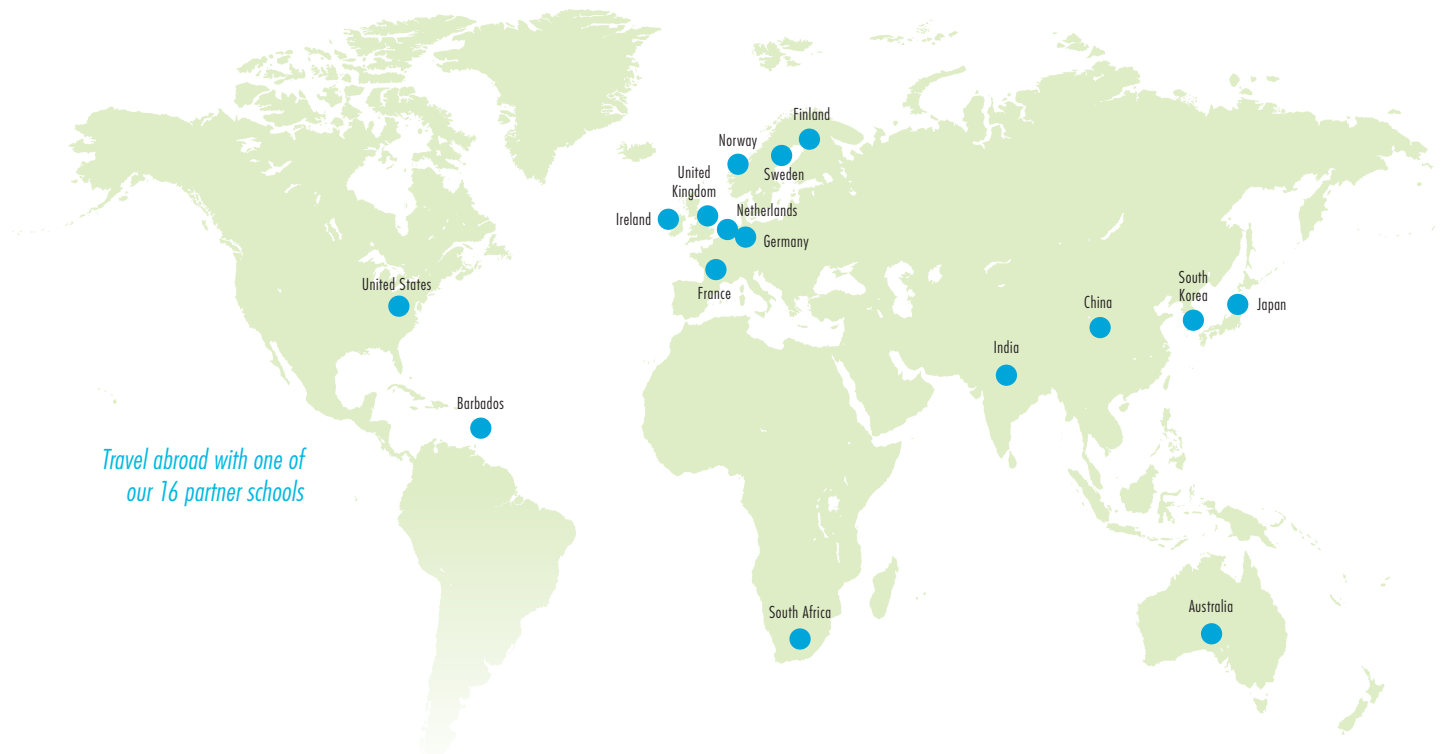 Finland
Norway
Sweden
United
Kingdom
Netherlands
Ireland
Germany
France
United States
South
Korea
China
Japan
India
Barbados
Travel abroad with one of
our 16 partner schools
South Africa
Australia